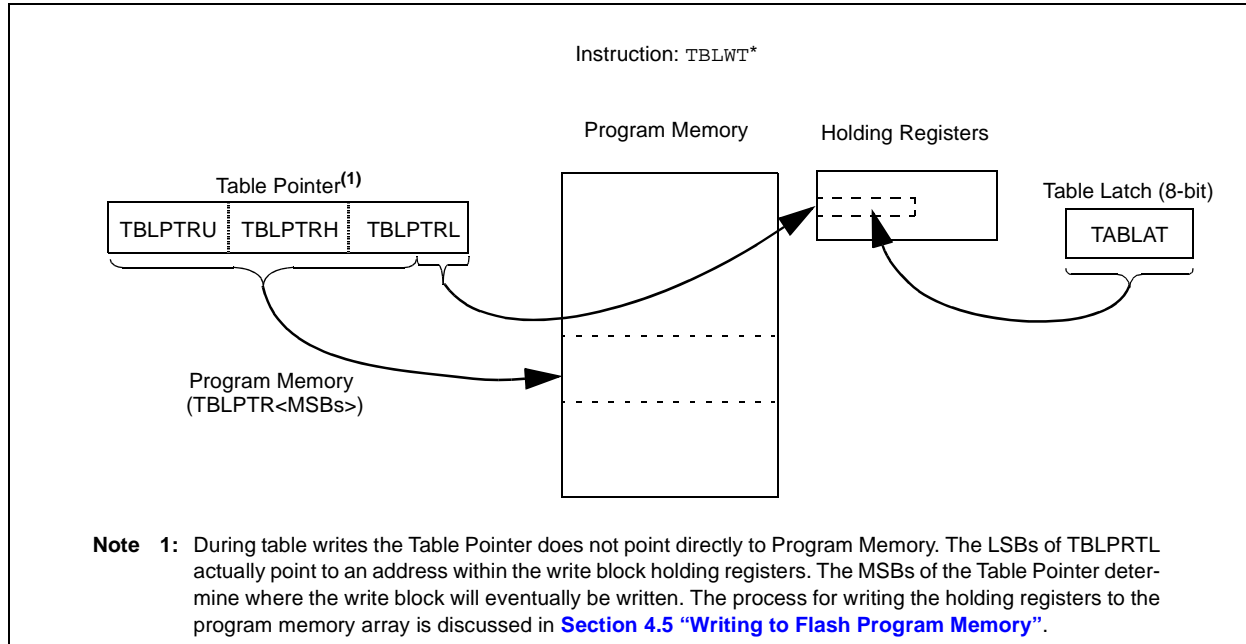 Instruction: TBLWT*
Program Memory
Holding Registers
Table Pointer(1)
Table Latch (8-bit)
TBLPTRU TBLPTRH TBLPTRL
TABLAT
Program Memory
(TBLPTR<MSBs>)
Note 1: During table writes the Table Pointer does not point directly to Program Memory. The LSBs of TBLPRTL
actually point to an address within the write block holding registers. The MSBs of the Table Pointer deter-
mine where the write block will eventually be written. The process for writing the holding registers to the
program memory array is discussed in Section 4.5 “Writing to Flash Program Memory”.